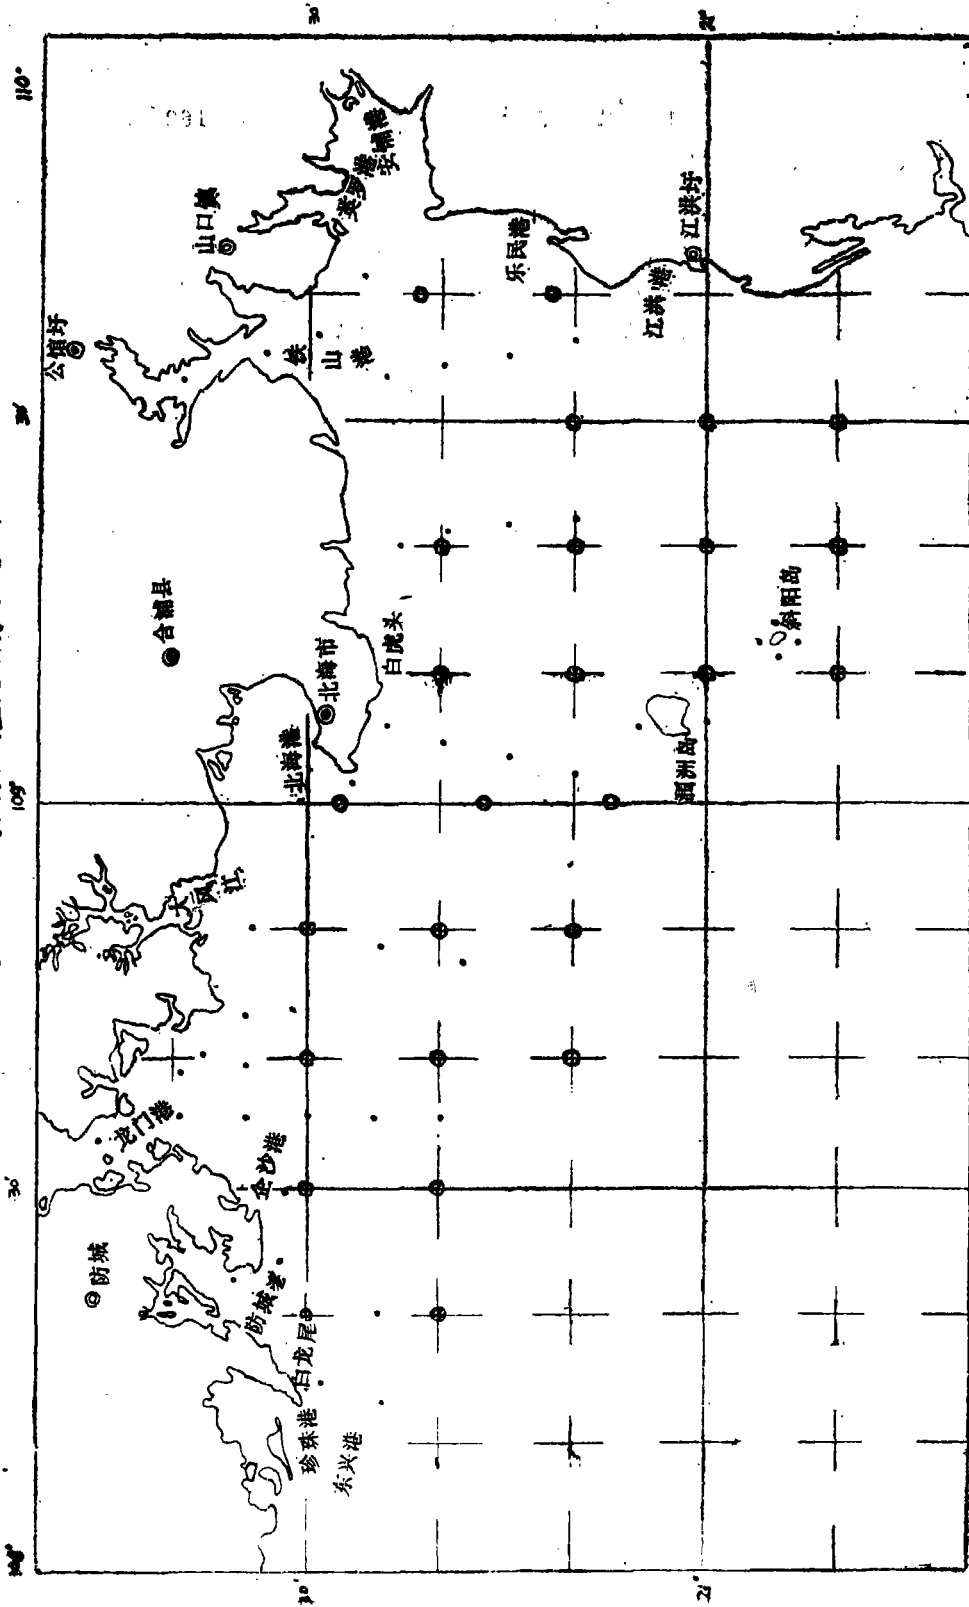 108°
30′
109°
30′
110°
30′
30′
21°
21°
防城
合浦县
公馆圩
山口镇
龙门港
大风江
企沙港
防城港
白龙尾
珍珠港
东兴港
北海港
北海市
白虎头
铁山港
英罗港
安铺港
乐民港
江洪港
江洪圩
涠洲岛
斜阳岛